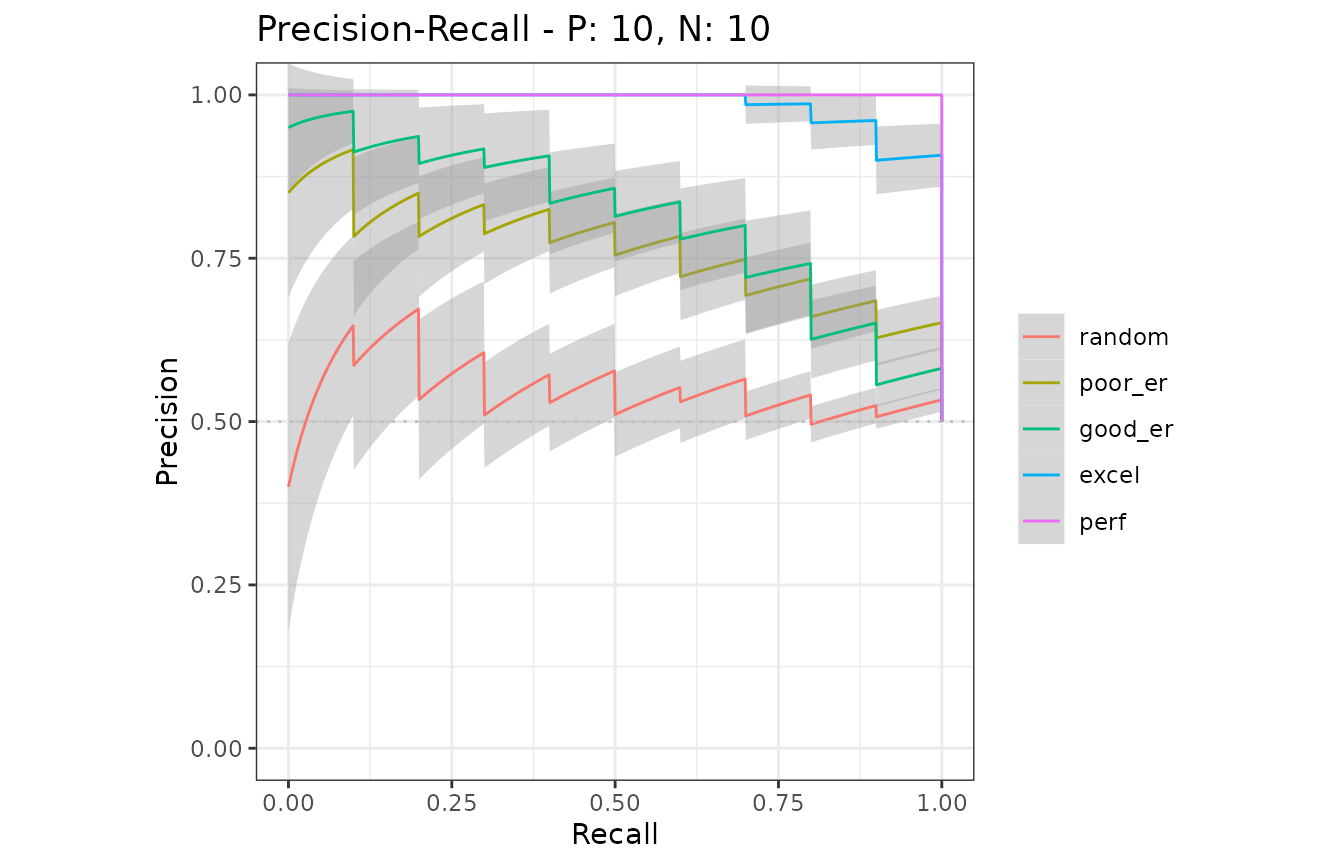 Precision-Recall - P: 10, N: 10
Precision
1.00
0.75
0.50
0.25
0.00
0.00 0.25 0.50 0.75 1.00
Recall
random
poor_er
good_er
excel
perf